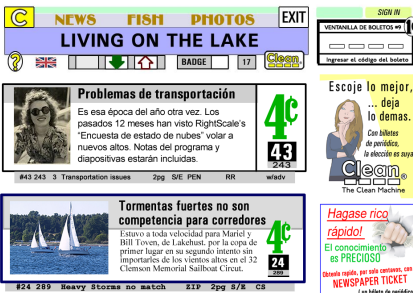 C NEWS FISH PHOTOS EXIT
LIVING ON THE LAKE
? BADGE 17 Clean
Problemas de transportación
Es esa época del año otra vez. Los
pasados 12 meses han visto RightScale's
"Encuesta de estado de nubes" volar a
nuevos altos. Notas del programa y
diapositivas estarán incluidas.
4¢
43
243
#43 243 3 Transportation issues 2pg S/E PEN RR w/adv
Tormentas fuertes no son
competencia para corredores
Estuvo a toda velocidad para Mariel y
Bill Toven, de Lakehust, por la copa de
primer lugar en su segundo intento sin
importarles de los vientos altos en el 32
Clemson Memorial Sailboat Circut.
4¢
24
289
#24 289 Heavy Storms no match ZIP 2pg S/E CS
SIGN IN
VENTANILLA DE BOLETOS #9
Ingresar el código del boleto
Escoje lo mejor,
... deja
lo demas.
Con billetes
de periódico,
la elección es suya
Clean
The Clean Machine
Hagase rico
rápido!
El conocimiento
es PRECIOSO
Obtenlo rapido, por solo centavos, con
NEWSPAPER TICKET